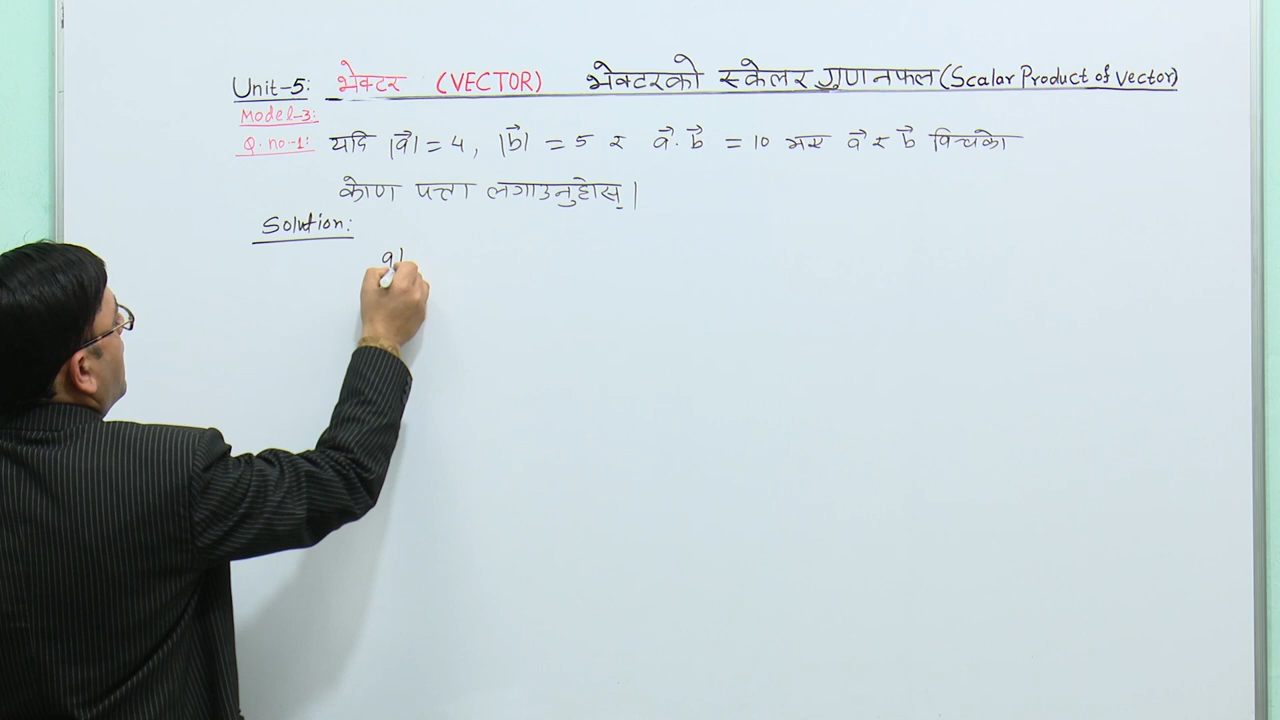 Unit-5: भेक्टर (VECTOR) भेक्टरको स्केलर गुणनफल (Scalar Product of vector)
Model-3:
Q.no-1: यदि |a⃗| = 4, |b⃗| = 5 र a⃗. b⃗ = 10 भए a⃗ र b⃗ विचको
कोण पत्ता लगाउनुहोस् |
Solution: